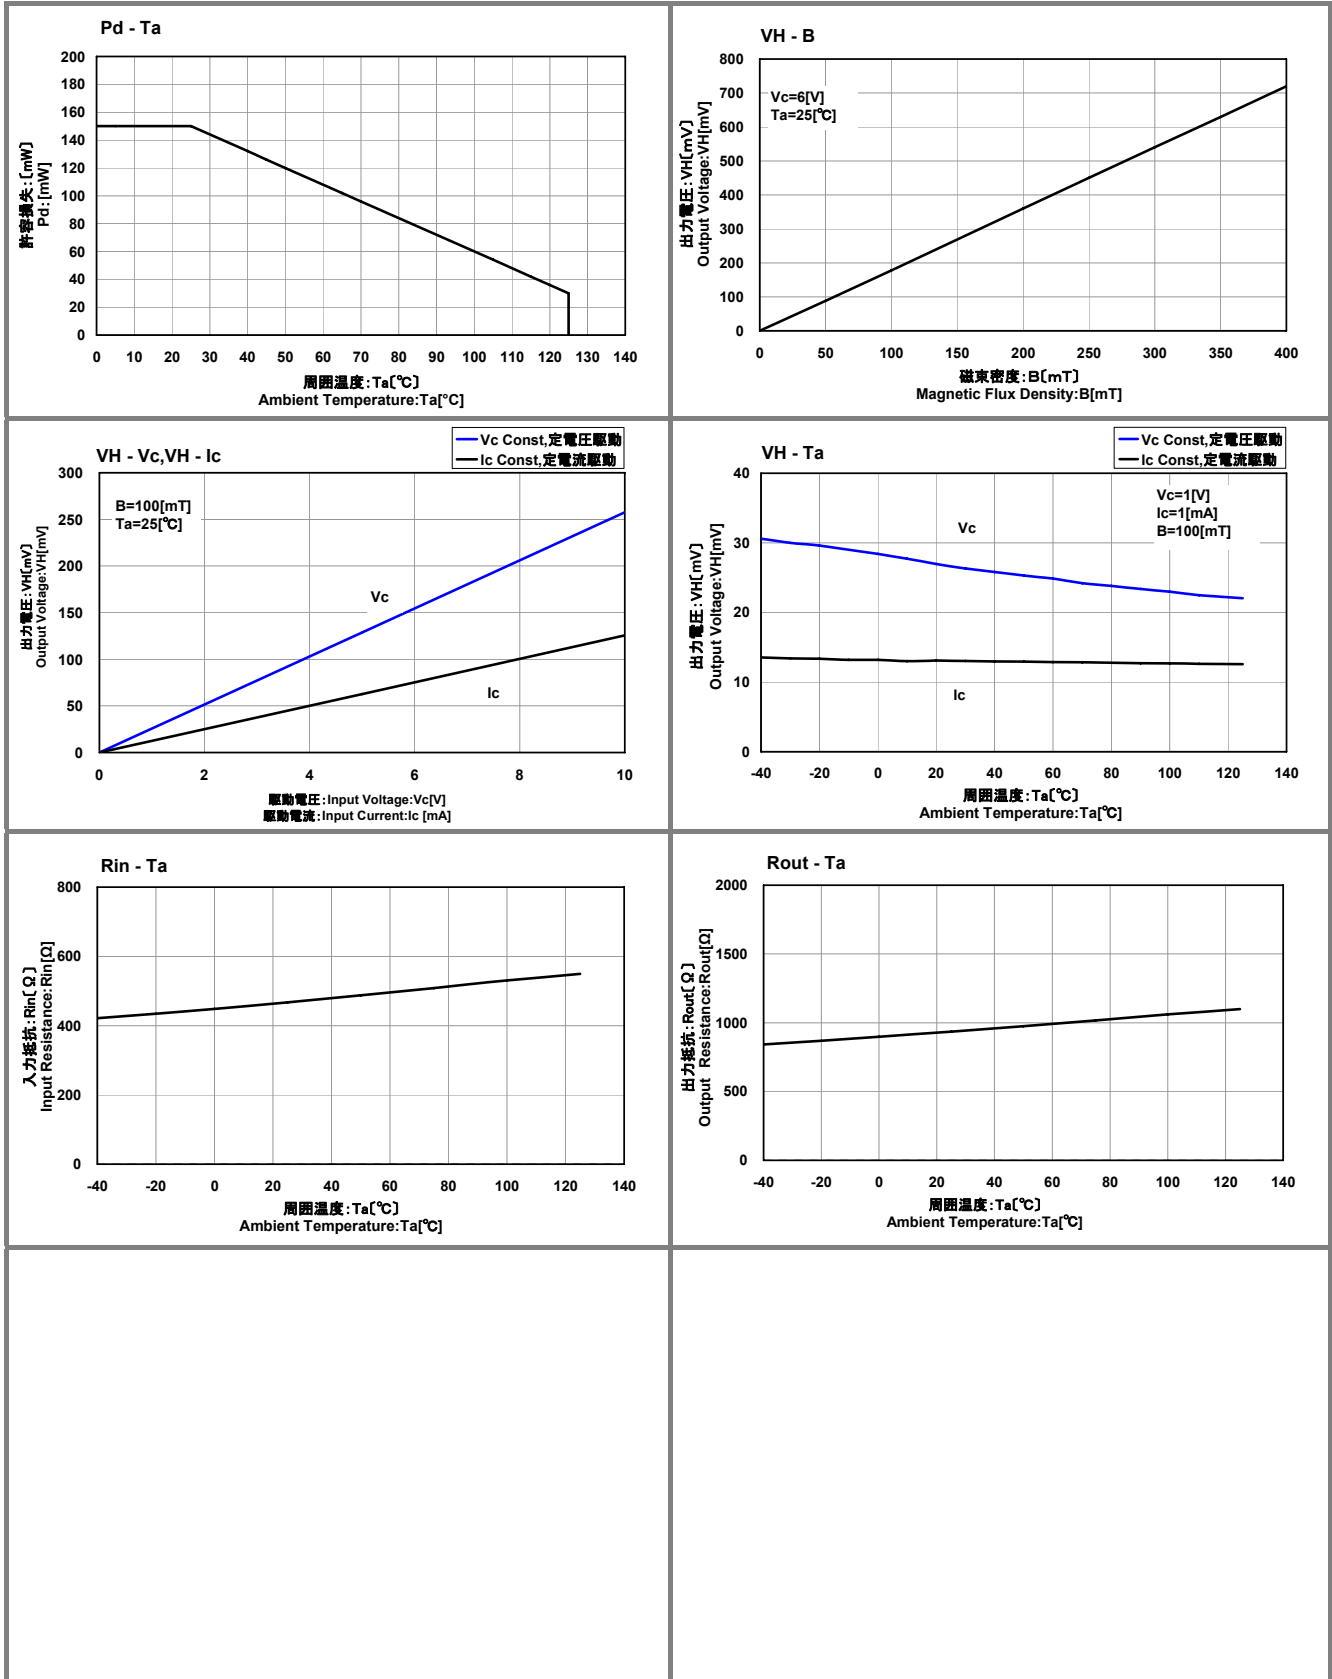 Pd - Ta
200
180
160
140
120
100
80
60
40
20
0
許容損失:〔mW〕
Pd:[mW]
0 10 20 30 40 50 60 70 80 90 100 110 120 130 140
周囲温度:Ta〔℃〕
Ambient Temperature:Ta[°C]
VH - B
800
700
600
500
400
300
200
100
0
Vc=6[V]
Ta=25[℃]
出力電圧:VH〔mV〕
Output Voltage:VH[mV]
0 50 100 150 200 250 300 350 400
磁束密度:B〔mT〕
Magnetic Flux Density:B[mT]
VH - Vc,VH - Ic
Vc Const,定電圧駆動
Ic Const,定電流駆動
300
250
200
150
100
50
0
B=100[mT]
Ta=25[℃]
Vc
Ic
出力電圧:VH〔mV〕
Output Voltage:VH[mV]
0 2 4 6 8 10
駆動電圧:Input Voltage:Vc[V]
駆動電流:Input Current:Ic [mA]
VH - Ta
Vc Const,定電圧駆動
Ic Const,定電流駆動
40
30
20
10
0
Vc=1[V]
Ic=1[mA]
B=100[mT]
Vc
Ic
出力電圧:VH〔mV〕
Output Voltage:VH[mV]
-40 -20 0 20 40 60 80 100 120 140
周囲温度:Ta〔℃〕
Ambient Temperature:Ta[℃]
Rin - Ta
800
600
400
200
0
入力抵抗:Rin〔Ω〕
Input Resistance:Rin[Ω]
-40 -20 0 20 40 60 80 100 120 140
周囲温度:Ta〔℃〕
Ambient Temperature:Ta[℃]
Rout - Ta
2000
1500
1000
500
0
出力抵抗:Rout〔Ω〕
Output Resistance:Rout[Ω]
-40 -20 0 20 40 60 80 100 120 140
周囲温度:Ta〔℃〕
Ambient Temperature:Ta[℃]